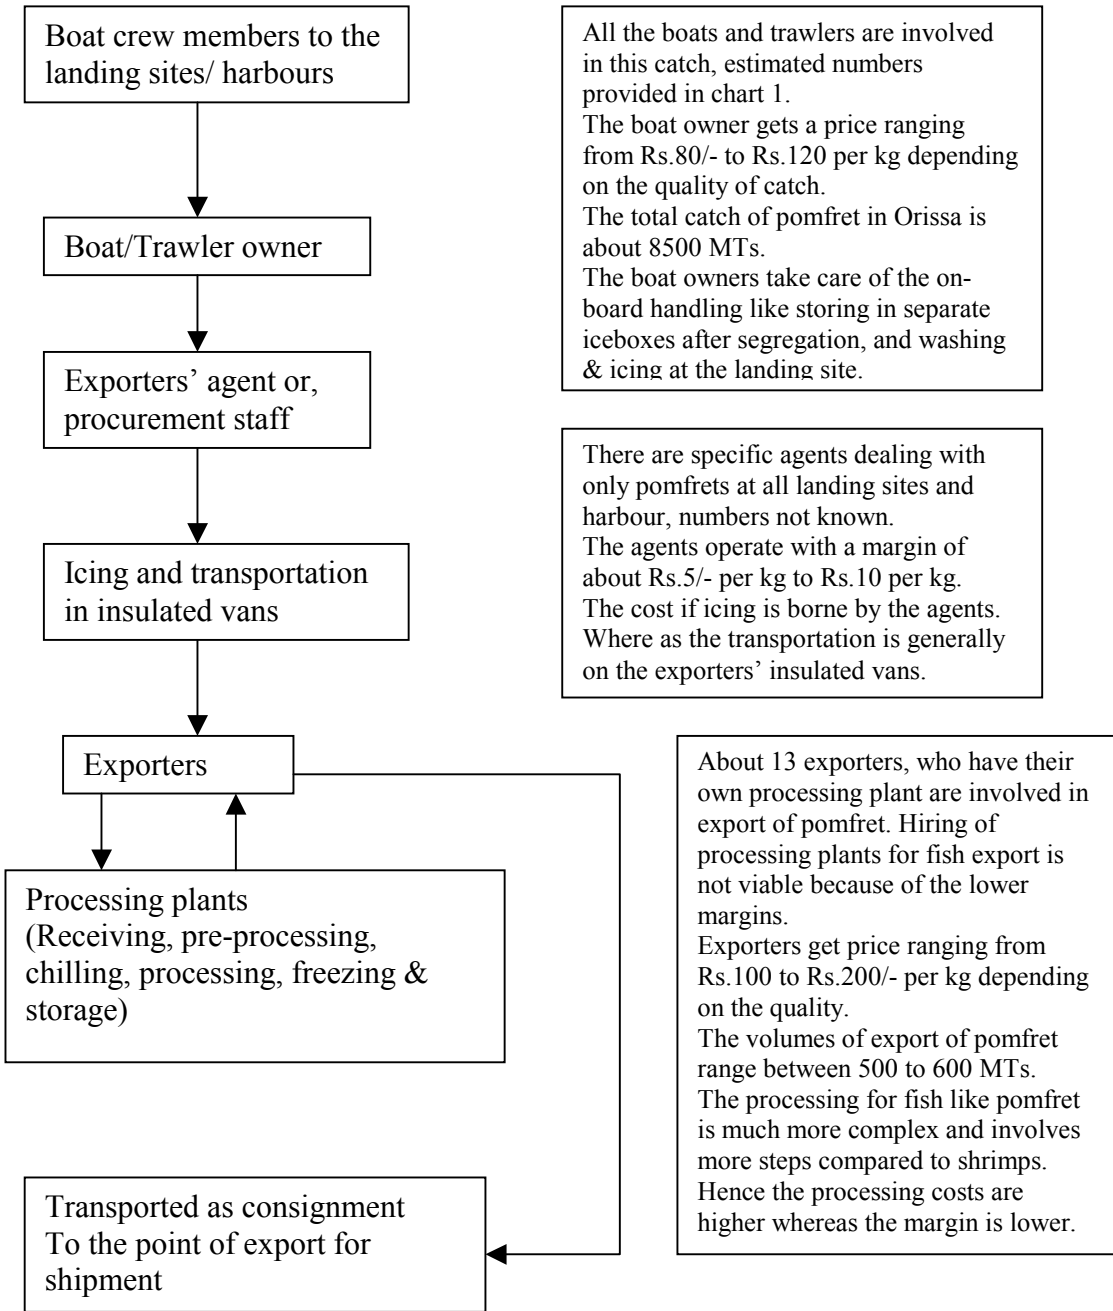 Boat crew members to the
landing sites/ harbours
All the boats and trawlers are involved
in this catch, estimated numbers
provided in chart 1.
The boat owner gets a price ranging
from Rs.80/- to Rs.120 per kg depending
on the quality of catch.
The total catch of pomfret in Orissa is
about 8500 MTs.
The boat owners take care of the on-
board handling like storing in separate
iceboxes after segregation, and washing
& icing at the landing site.
Boat/Trawler owner
Exporters’ agent or,
procurement staff
There are specific agents dealing with
only pomfrets at all landing sites and
harbour, numbers not known.
The agents operate with a margin of
about Rs.5/- per kg to Rs.10 per kg.
The cost if icing is borne by the agents.
Where as the transportation is generally
on the exporters’ insulated vans.
Icing and transportation
in insulated vans
Exporters
About 13 exporters, who have their
own processing plant are involved in
export of pomfret. Hiring of
processing plants for fish export is
not viable because of the lower
margins.
Exporters get price ranging from
Rs.100 to Rs.200/- per kg depending
on the quality.
The volumes of export of pomfret
range between 500 to 600 MTs.
The processing for fish like pomfret
is much more complex and involves
more steps compared to shrimps.
Hence the processing costs are
higher whereas the margin is lower.
Processing plants
(Receiving, pre-processing,
chilling, processing, freezing &
storage)
Transported as consignment
To the point of export for
shipment